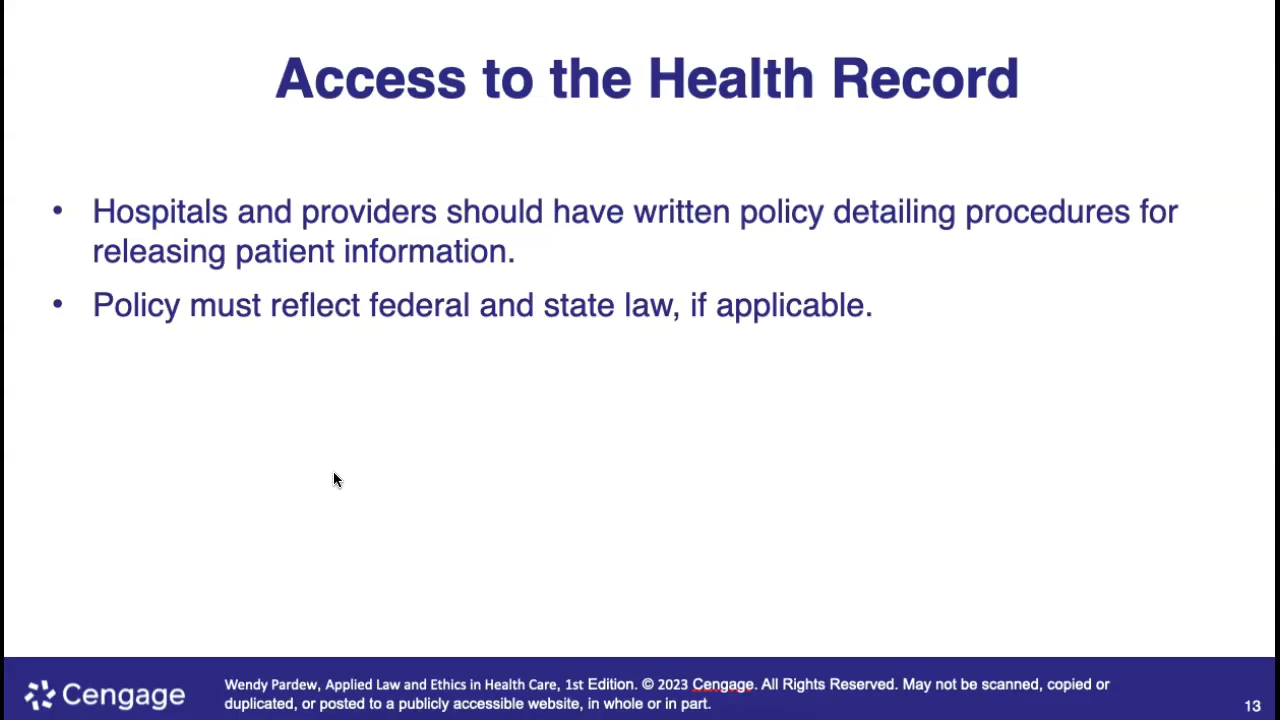 Access to the Health Record
• Hospitals and providers should have written policy detailing procedures for
releasing patient information.
• Policy must reflect federal and state law, if applicable.
Cengage
Wendy Pardew, Applied Law and Ethics in Health Care, 1st Edition. © 2023 Cengage. All Rights Reserved. May not be scanned, copied or
duplicated, or posted to a publicly accessible website, in whole or in part.
13